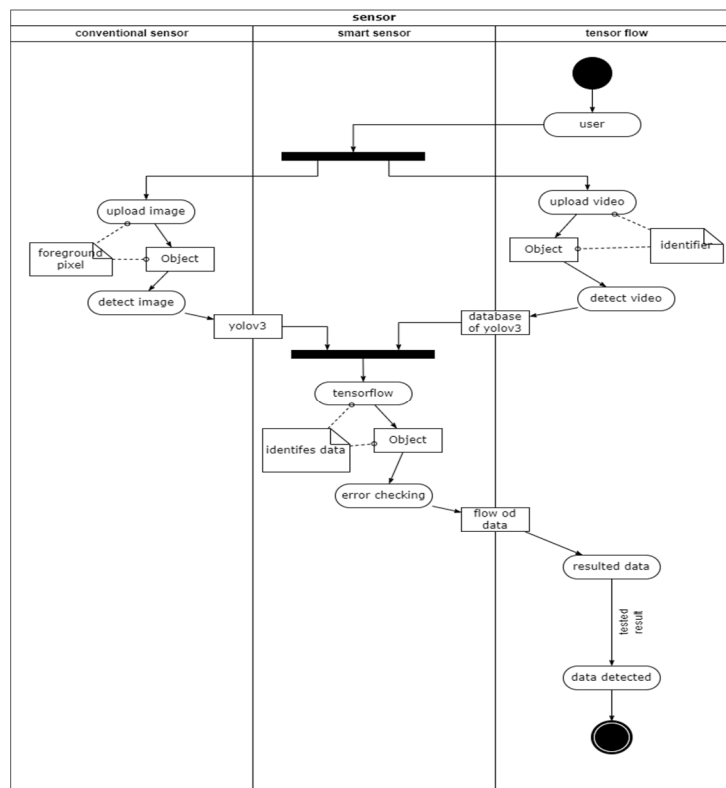 sensor
conventional sensor
smart sensor
tensor flow
user
upload image
upload video
foreground
pixel
Object
Object
identifier
detect image
detect video
yolov3
database
of yolov3
tensorflow
identifes data
Object
error checking
flow od
data
resulted data
tested
result
data detected